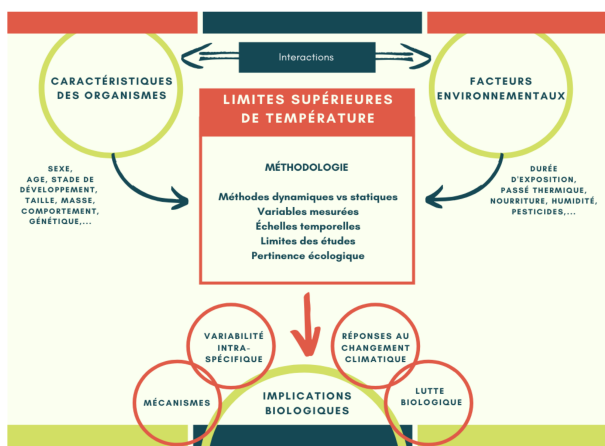 Interactions
CARACTÉRISTIQUES
DES ORGANISMES
FACTEURS
ENVIRONNEMENTAUX
LIMITES SUPÉRIEURES
DE TEMPÉRATURE
MÉTHODOLOGIE
Méthodes dynamiques vs statiques
Variables mesurées
Échelles temporelles
Limites des études
Pertinence écologique
SEXE,
AGE, STADE DE
DÉVELOPPEMENT,
TAILLE, MASSE,
COMPORTEMENT,
GÉNÉTIQUE,...
DURÉE
D'EXPOSITION,
PASSÉ THERMIQUE,
NOURRITURE, HUMIDITÉ,
PESTICIDES,...
VARIABILITÉ
INTRA-
SPÉCIFIQUE
RÉPONSES AU
CHANGEMENT
CLIMATIQUE
MÉCANISMES
IMPLICATIONS
BIOLOGIQUES
LUTTE
BIOLOGIQUE